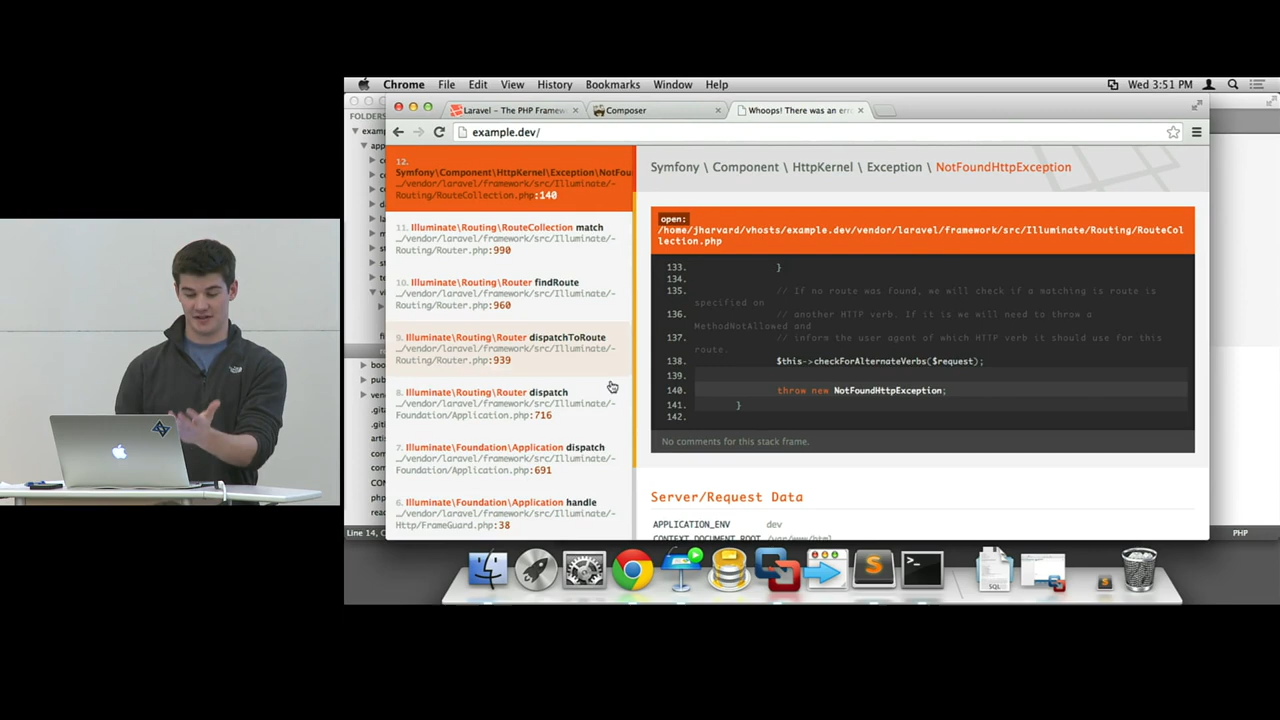 Chrome File Edit View History Bookmarks Window Help
Wed 3:51 PM
FOLDERS
Laravel – The PHP Framew
Composer
Whoops! There was an err
example.dev/
12.
Symfony\Component\HttpKernel\Exception\NotFou
…/vendor/laravel/framework/src/Illuminate/-
Routing/RouteCollection.php:140
11. Illuminate\Routing\RouteCollection match
…/vendor/laravel/framework/src/Illuminate/-
Routing/Router.php:990
10. Illuminate\Routing\Router findRoute
…/vendor/laravel/framework/src/Illuminate/-
Routing/Router.php:960
9. Illuminate\Routing\Router dispatchToRoute
…/vendor/laravel/framework/src/Illuminate/-
Routing/Router.php:939
8. Illuminate\Routing\Router dispatch
…/vendor/laravel/framework/src/Illuminate/-
Foundation/Application.php:716
7. Illuminate\Foundation\Application dispatch
…/vendor/laravel/framework/src/Illuminate/-
Foundation/Application.php:691
6. Illuminate\Foundation\Application handle
…/vendor/laravel/framework/src/Illuminate/-
Http/FrameGuard.php:38
Symfony \ Component \ HttpKernel \ Exception \ NotFoundHttpException
open:
/home/jharvard/vhosts/example.dev/vendor/laravel/framework/src/Illuminate/Routing/RouteCol
lection.php
133. }
134.
135. // If no route was found, we will check if a matching is route is
specified on
136. // another HTTP verb. If it is we will need to throw a
MethodNotAllowed and
137. // inform the user agent of which HTTP verb it should use for this
route.
138. $this->checkForAlternateVerbs($request);
139.
140. throw new NotFoundHttpException;
141. }
142.
No comments for this stack frame.
Server/Request Data
APPLICATION_ENV dev
CONTEXT_DOCUMENT_ROOT /var/www/html
Line 14, C
PHP
SQL